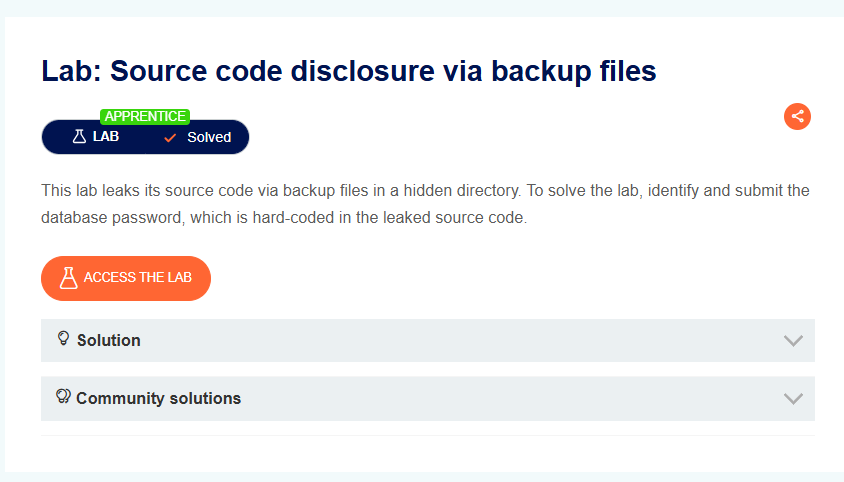 Lab: Source code disclosure via backup files
APPRENTICE
LAB Solved
This lab leaks its source code via backup files in a hidden directory. To solve the lab, identify and submit the
database password, which is hard-coded in the leaked source code.
ACCESS THE LAB
Solution
Community solutions